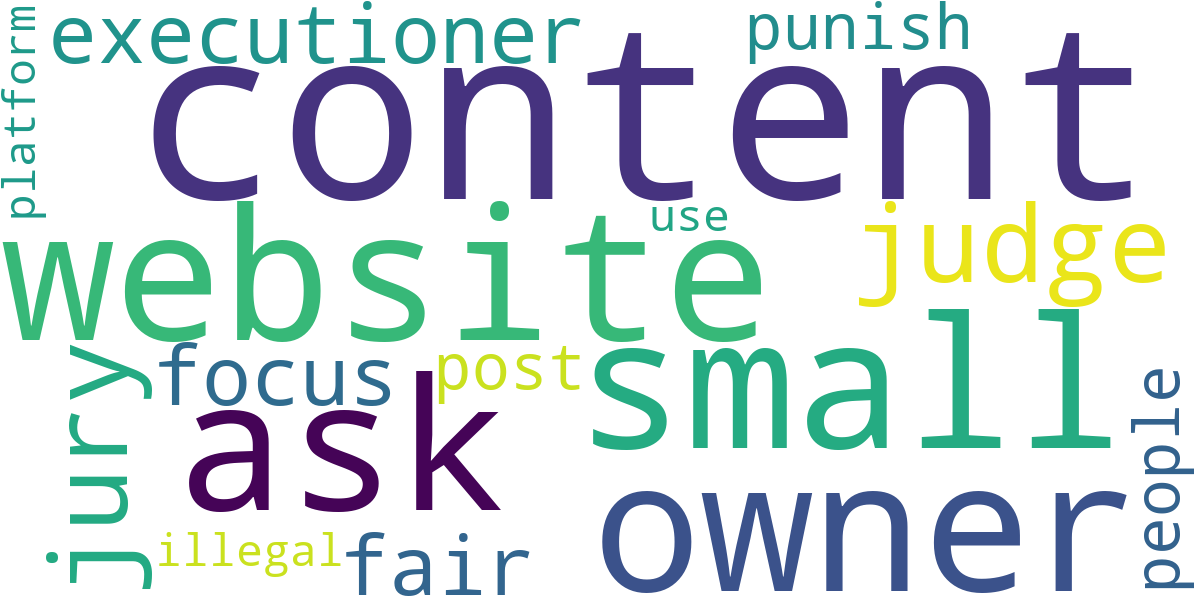 platform
executioner
punish
content
website
use
judge
small
focus
post
jury
ask
people
owner
illegal
fair